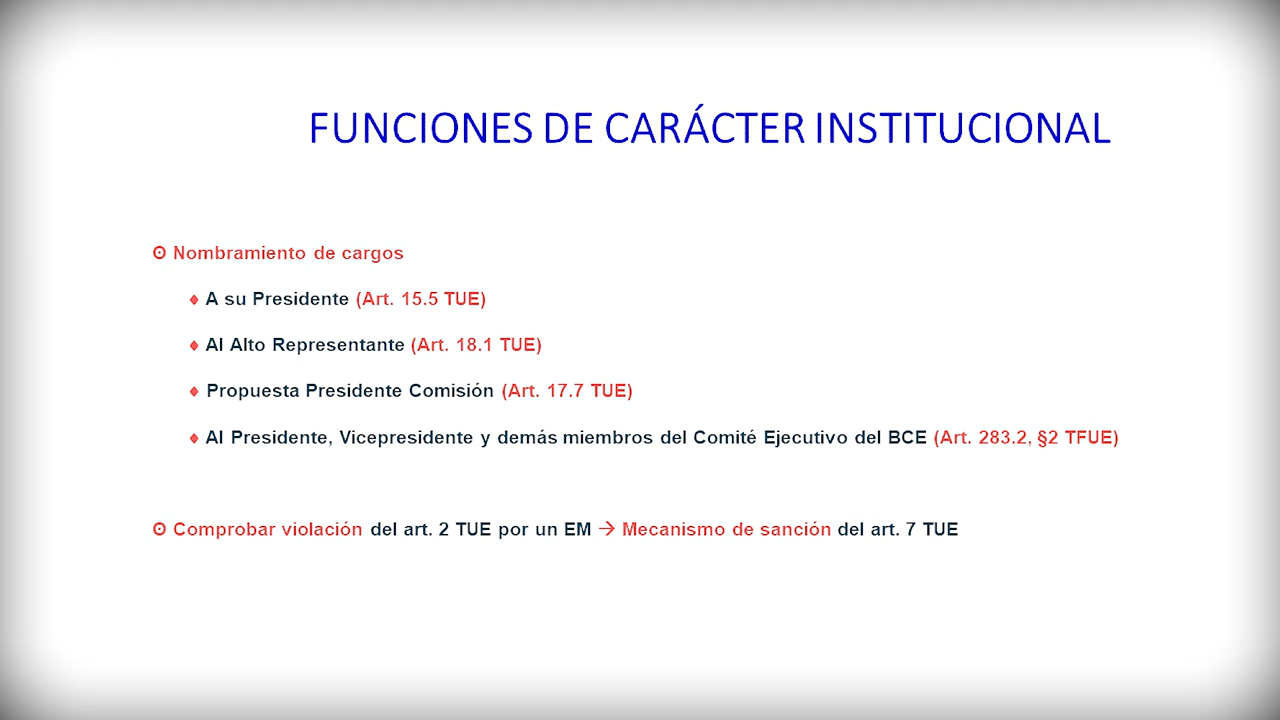 FUNCIONES DE CARÁCTER INSTITUCIONAL
⊙ Nombramiento de cargos
♦ A su Presidente (Art. 15.5 TUE)
♦ Al Alto Representante (Art. 18.1 TUE)
♦ Propuesta Presidente Comisión (Art. 17.7 TUE)
♦ Al Presidente, Vicepresidente y demás miembros del Comité Ejecutivo del BCE (Art. 283.2, §2 TFUE)
⊙ Comprobar violación del art. 2 TUE por un EM → Mecanismo de sanción del art. 7 TUE